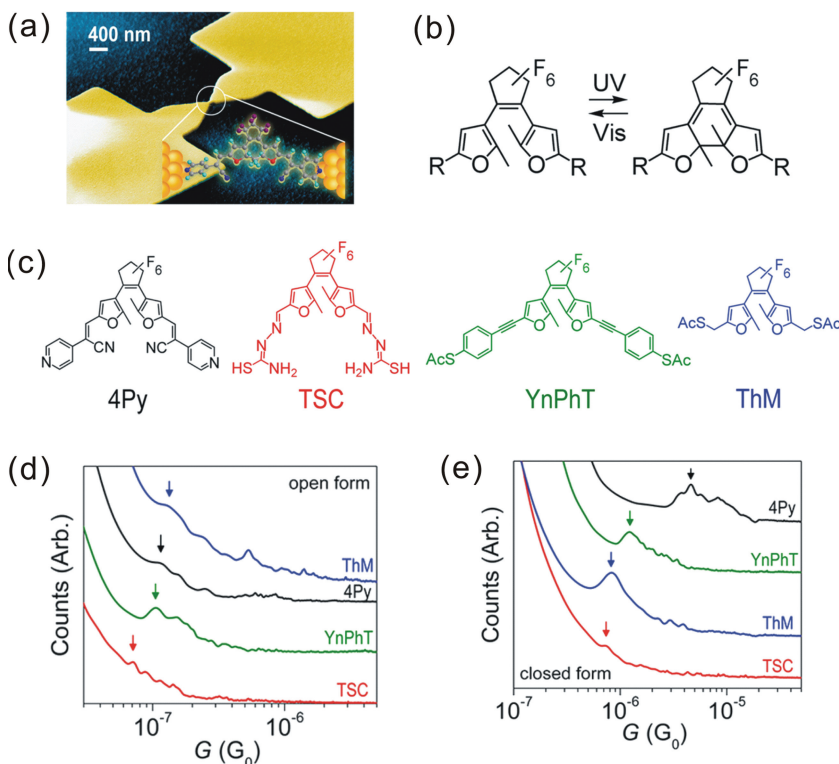 (a)
400 nm
(b)
F6
UV
Vis
F6
R
R
R
R
O
O
O
O
(c)
F6
O
O
N
CN
NC
N
4Py
F6
O
O
N
N
N
N
HS
NH2
H2N
SH
TSC
F6
O
O
AcS
SAc
YnPhT
F6
AcS
O
O
SAc
ThM
(d)
open form
ThM
4Py
YnPhT
TSC
Counts (Arb.)
10-7
10-6
G (G0)
(e)
4Py
YnPhT
ThM
TSC
closed form
Counts (Arb.)
10-7
10-6
10-5
G (G0)